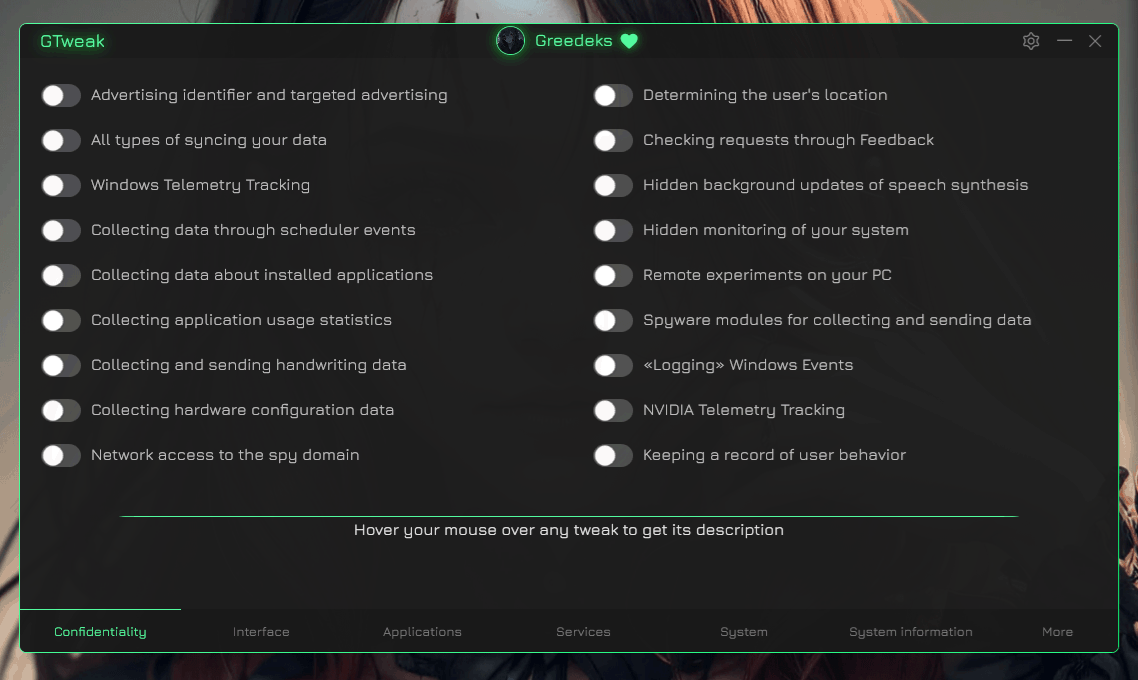 GTweak
Greedeks
Advertising identifier and targeted advertising
All types of syncing your data
Windows Telemetry Tracking
Collecting data through scheduler events
Collecting data about installed applications
Collecting application usage statistics
Collecting and sending handwriting data
Collecting hardware configuration data
Network access to the spy domain
Determining the user's location
Checking requests through Feedback
Hidden background updates of speech synthesis
Hidden monitoring of your system
Remote experiments on your PC
Spyware modules for collecting and sending data
«Logging» Windows Events
NVIDIA Telemetry Tracking
Keeping a record of user behavior
Hover your mouse over any tweak to get its description
Confidentiality
Interface
Applications
Services
System
System information
More